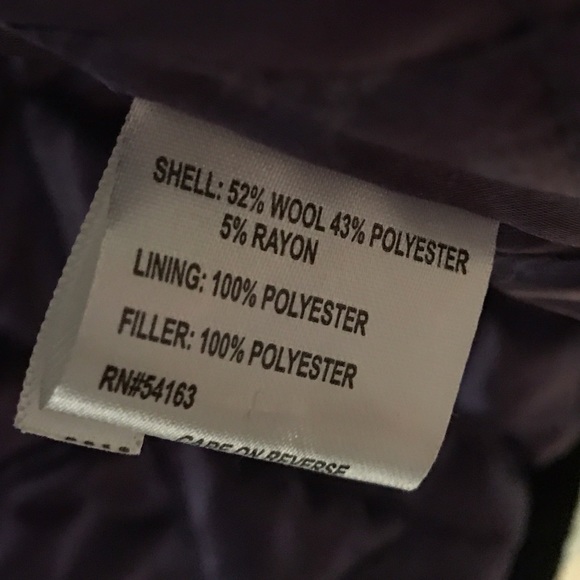 SHELL: 52% WOOL 43% POLYESTER
5% RAYON
LINING: 100% POLYESTER
FILLER: 100% POLYESTER
RN#54163
CARE ON REVERSE